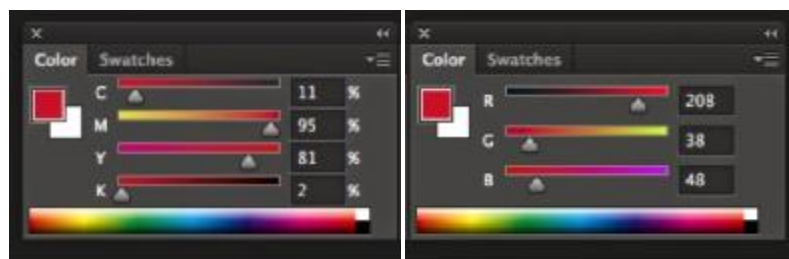 Color Swatches
C 11 %
M 95 %
Y 81 %
K 2 %
Color Swatches
R 208
G 38
B 48